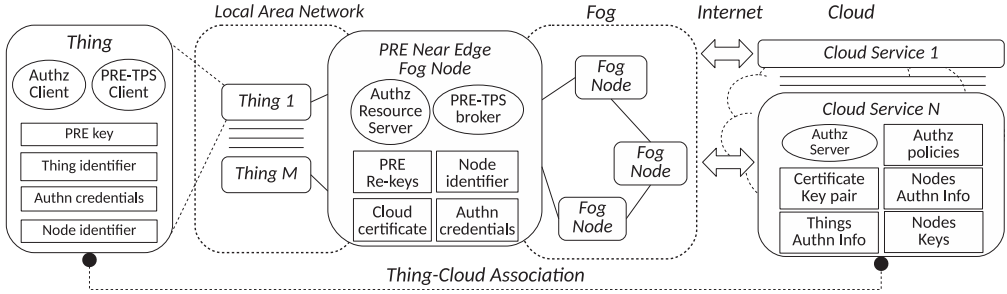 Local Area Network
Fog
Internet
Cloud
Thing
Authz
Client
PRE-TPS
Client
PRE key
Thing identifier
Authn credentials
Node identifier
Thing 1
Thing M
PRE Near Edge
Fog Node
Authz
Resource
Server
PRE-TPS
broker
PRE
Re-keys
Node
identifier
Cloud
certificate
Authn
credentials
Fog
Node
Fog
Node
Fog
Node
Cloud Service 1
Cloud Service N
Authz
Server
Authz
policies
Certificate
Key pair
Nodes
Authn Info
Things
Authn Info
Nodes
Keys
Thing-Cloud Association